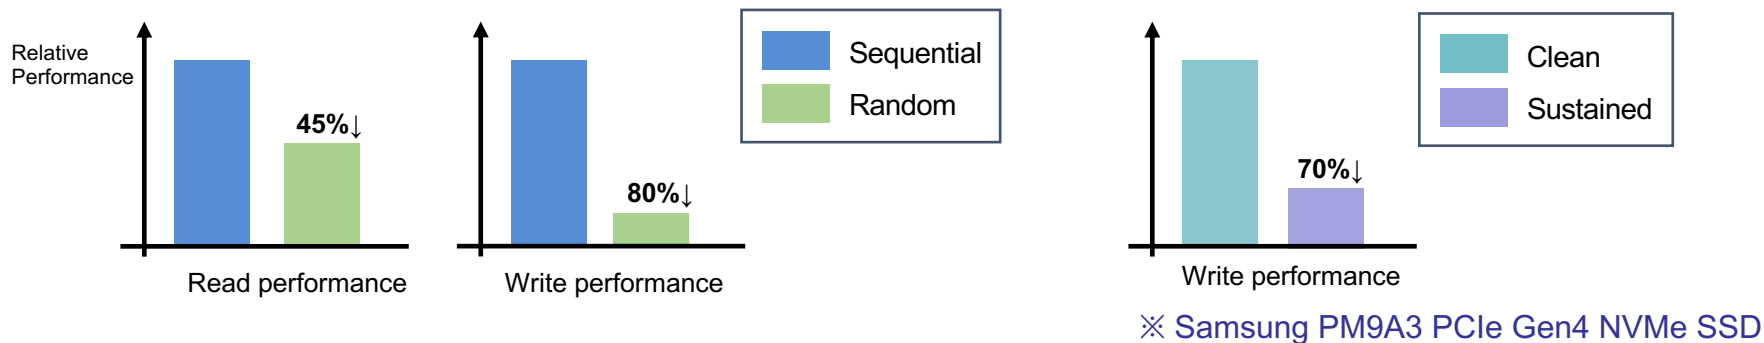 Relative
Performance
45%↓
Read performance
80%↓
Write performance
Sequential
Random
70%↓
Write performance
Clean
Sustained
※ Samsung PM9A3 PCIe Gen4 NVMe SSD